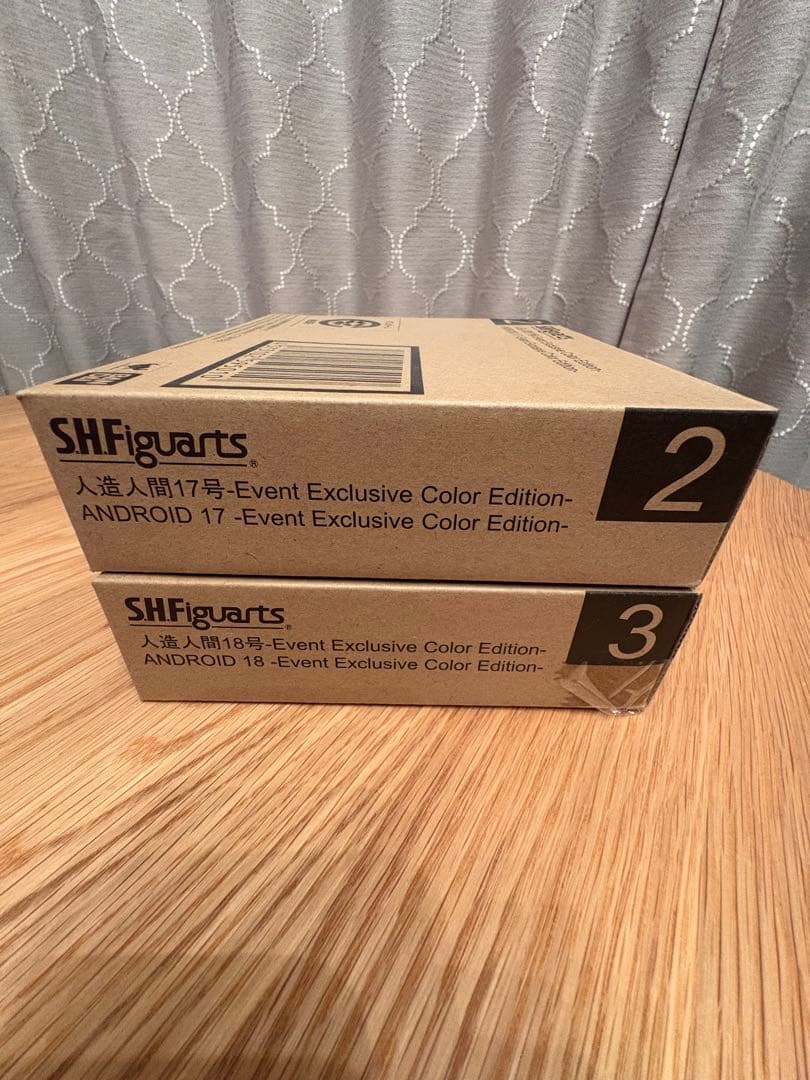 S.H.Figuarts®
人造人間17号-Event Exclusive Color Edition-
ANDROID 17 -Event Exclusive Color Edition-
2
S.H.Figuarts®
人造人間18号-Event Exclusive Color Edition-
ANDROID 18 -Event Exclusive Color Edition-
3